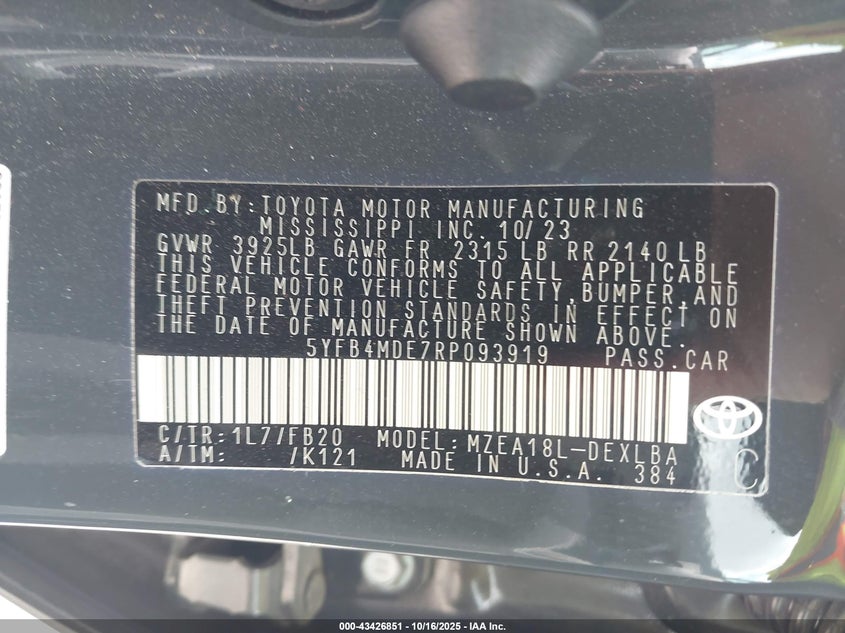 MFD.BY:TOYOTA MOTOR MANUFACTURING
MISSISSIPPI INC. 10/23
GVWR 3925LB GAWR FR 2315 LB RR 2140 LB
THIS VEHICLE CONFORMS TO ALL APPLICABLE
FEDERAL MOTOR VEHICLE SAFETY,BUMPER,AND
THEFT PREVENTION STANDARDS IN EFFECT ON
THE DATE OF MANUFACTURE SHOWN ABOVE.
5YFB4MDE7RP093919 PASS.CAR
C/TR:1L7/FB20 MODEL:MZEA18L-DEXLBA
A/TM: /K121 MADE IN U.S.A. 384
C
000-43426851 - 10/16/2025 - IAA Inc.